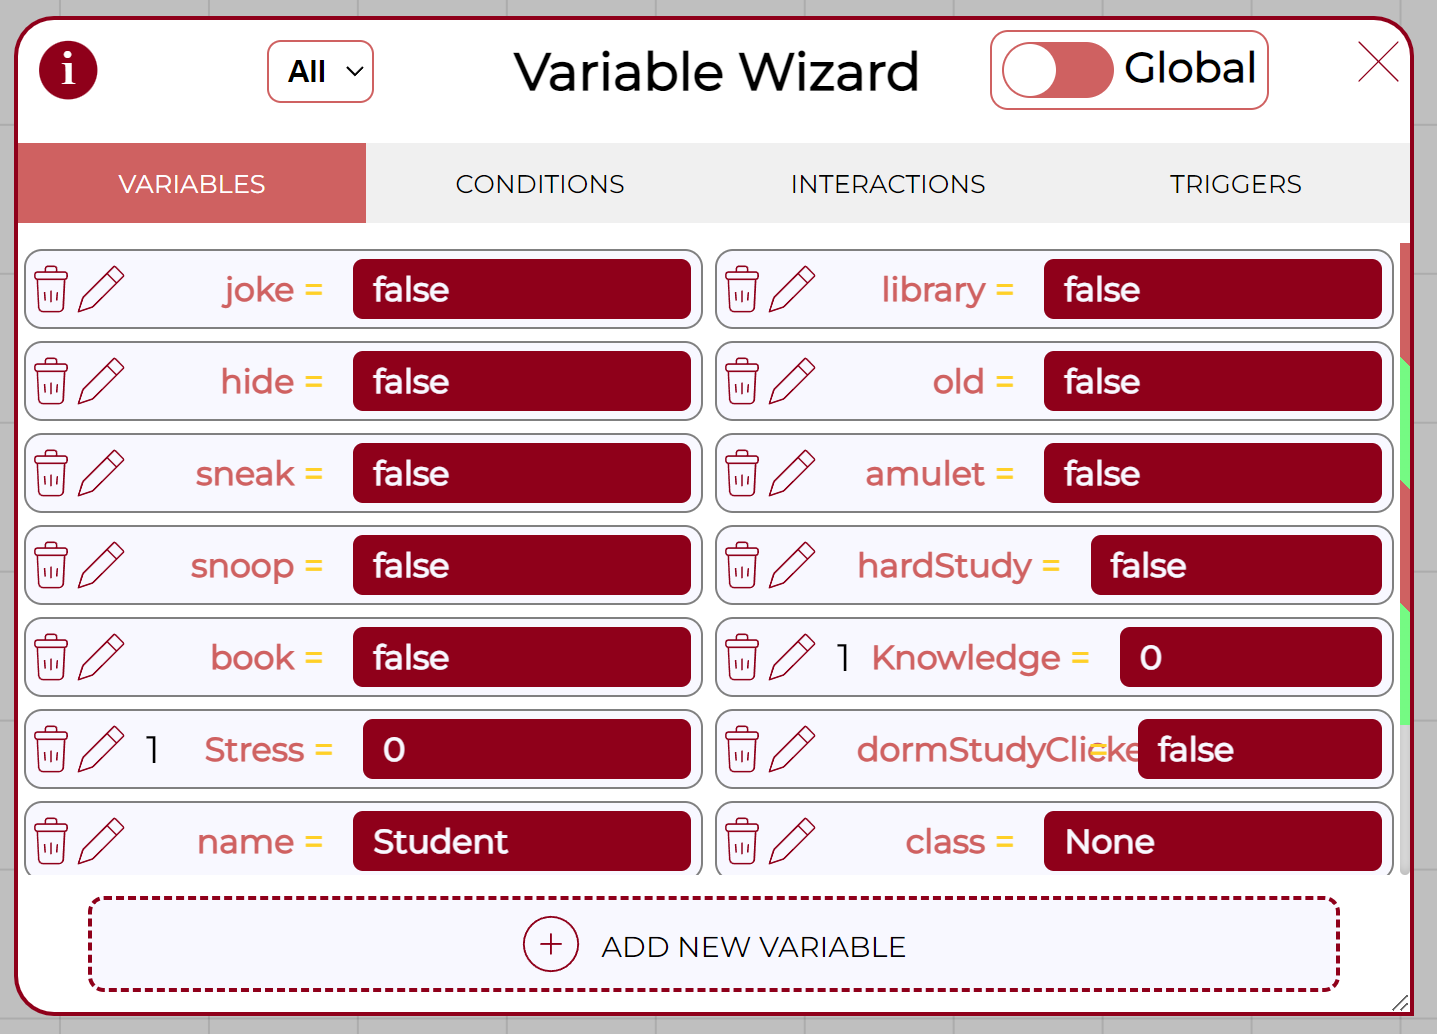 i All Variable Wizard Global
VARIABLES CONDITIONS INTERACTIONS TRIGGERS
joke = false library = false
hide = false old = false
sneak = false amulet = false
snoop = false hardStudy = false
book = false 1 Knowledge = 0
1 Stress = 0 dormStudyClicke = false
name = Student class = None
+ ADD NEW VARIABLE